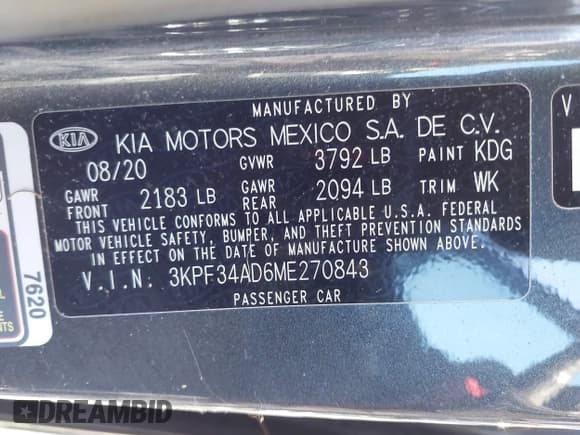 MANUFACTURED BY
KIA KIA MOTORS MEXICO S.A. DE C.V.
08/20 GVWR 3792 LB PAINT KDG
GAWR FRONT 2183 LB GAWR REAR 2094 LB TRIM WK
THIS VEHICLE CONFORMS TO ALL APPLICABLE U.S.A. FEDERAL
MOTOR VEHICLE SAFETY, BUMPER, AND THEFT PREVENTION STANDARDS
IN EFFECT ON THE DATE OF MANUFACTURE SHOWN ABOVE.
V.I.N: 3KPF34AD6ME270843
PASSENGER CAR
7620
V
DREAMBID